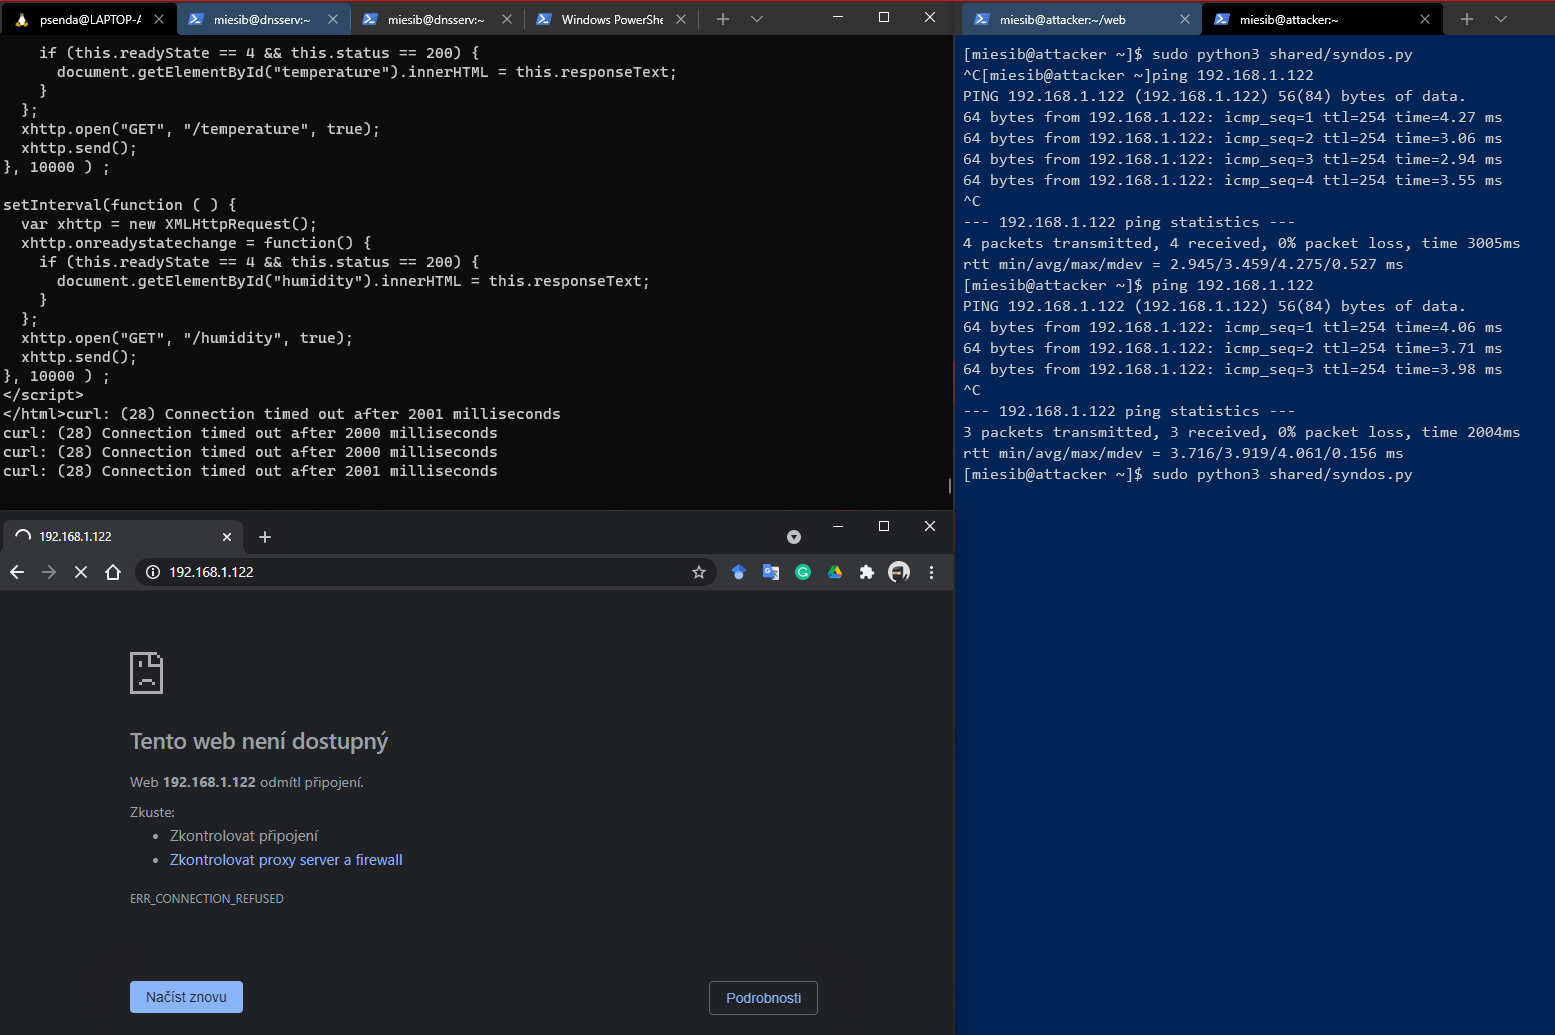 psenda@LAPTOP-A
miesib@dnsserv:~
miesib@dnsserv:~
Windows PowerShe
    if (this.readyState == 4 && this.status == 200) {
      document.getElementById("temperature").innerHTML = this.responseText;
    }
  };
  xhttp.open("GET", "/temperature", true);
  xhttp.send();
}, 10000 ) ;
setInterval(function ( ) {
  var xhttp = new XMLHttpRequest();
  xhttp.onreadystatechange = function() {
    if (this.readyState == 4 && this.status == 200) {
      document.getElementById("humidity").innerHTML = this.responseText;
    }
  };
  xhttp.open("GET", "/humidity", true);
  xhttp.send();
}, 10000 ) ;
</script>
</html>curl: (28) Connection timed out after 2001 milliseconds
curl: (28) Connection timed out after 2000 milliseconds
curl: (28) Connection timed out after 2000 milliseconds
curl: (28) Connection timed out after 2001 milliseconds
192.168.1.122
192.168.1.122
Tento web není dostupný
Web 192.168.1.122 odmítl připojení.
Zkuste:
• Zkontrolovat připojení
• Zkontrolovat proxy server a firewall
ERR_CONNECTION_REFUSED
Načíst znovu
Podrobnosti
miesib@attacker:~/web
miesib@attacker:~
[miesib@attacker ~]$ sudo python3 shared/syndos.py
^C[miesib@attacker ~]ping 192.168.1.122
PING 192.168.1.122 (192.168.1.122) 56(84) bytes of data.
64 bytes from 192.168.1.122: icmp_seq=1 ttl=254 time=4.27 ms
64 bytes from 192.168.1.122: icmp_seq=2 ttl=254 time=3.06 ms
64 bytes from 192.168.1.122: icmp_seq=3 ttl=254 time=2.94 ms
64 bytes from 192.168.1.122: icmp_seq=4 ttl=254 time=3.55 ms
^C
--- 192.168.1.122 ping statistics ---
4 packets transmitted, 4 received, 0% packet loss, time 3005ms
rtt min/avg/max/mdev = 2.945/3.459/4.275/0.527 ms
[miesib@attacker ~]$ ping 192.168.1.122
PING 192.168.1.122 (192.168.1.122) 56(84) bytes of data.
64 bytes from 192.168.1.122: icmp_seq=1 ttl=254 time=4.06 ms
64 bytes from 192.168.1.122: icmp_seq=2 ttl=254 time=3.71 ms
64 bytes from 192.168.1.122: icmp_seq=3 ttl=254 time=3.98 ms
^C
--- 192.168.1.122 ping statistics ---
3 packets transmitted, 3 received, 0% packet loss, time 2004ms
rtt min/avg/max/mdev = 3.716/3.919/4.061/0.156 ms
[miesib@attacker ~]$ sudo python3 shared/syndos.py